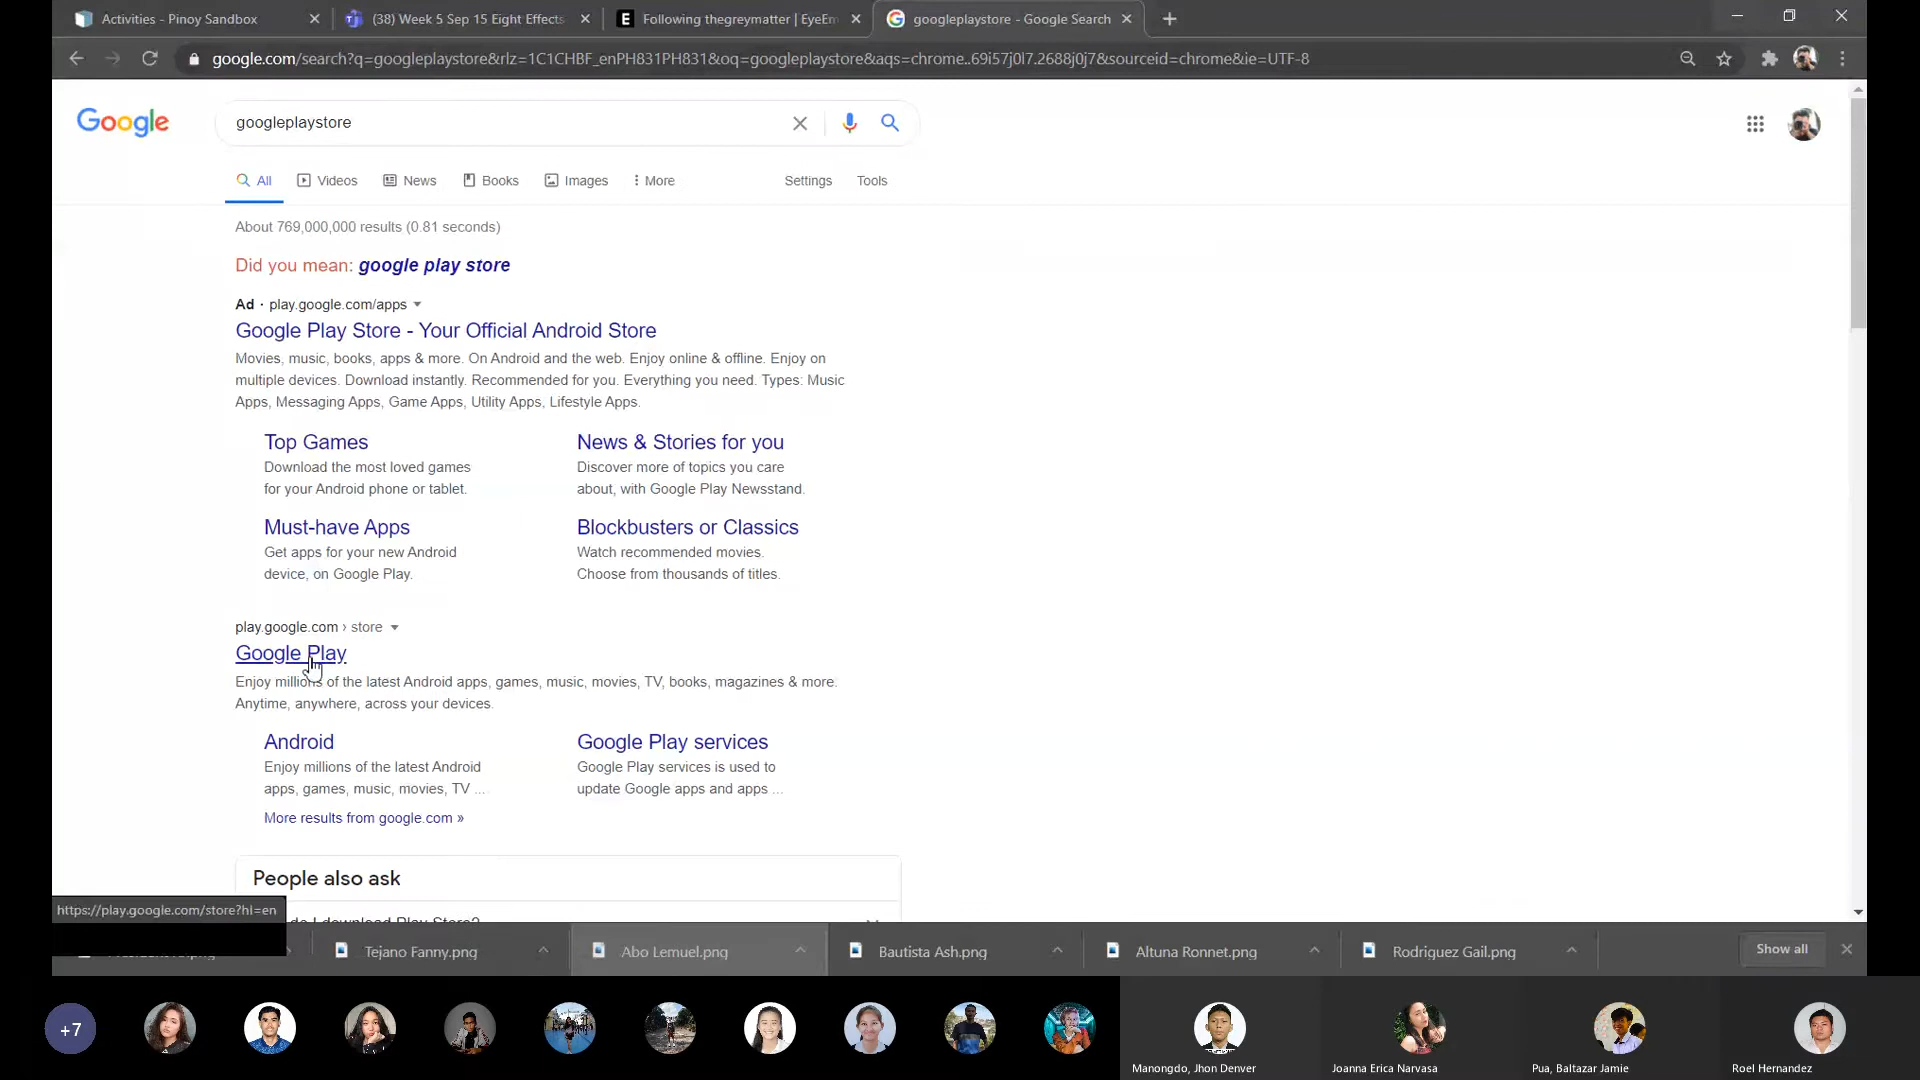 Activities - Pinoy Sandbox
(38) Week 5 Sep 15 Eight Effects
Following thegreymatter | EyeEm
googleplaystore - Google Search
google.com/search?q=googleplaystore&rlz=1C1CHBF_enPH831PH831&oq=googleplaystore&aqs=chrome..69i57j0l7.2688j0j7&sourceid=chrome&ie=UTF-8
Google
googleplaystore
All
Videos
News
Books
Images
More
Settings
Tools
About 769,000,000 results (0.81 seconds)
Did you mean: google play store
Ad · play.google.com/apps
Google Play Store - Your Official Android Store
Movies, music, books, apps & more. On Android and the web. Enjoy online & offline. Enjoy on
multiple devices. Download instantly. Recommended for you. Everything you need. Types: Music
Apps, Messaging Apps, Game Apps, Utility Apps, Lifestyle Apps.
Top Games
Download the most loved games
for your Android phone or tablet.
News & Stories for you
Discover more of topics you care
about, with Google Play Newsstand.
Must-have Apps
Get apps for your new Android
device, on Google Play.
Blockbusters or Classics
Watch recommended movies.
Choose from thousands of titles.
play.google.com › store
Google Play
Enjoy millions of the latest Android apps, games, music, movies, TV, books, magazines & more.
Anytime, anywhere, across your devices.
Android
Enjoy millions of the latest Android
apps, games, music, movies, TV ...
Google Play services
Google Play services is used to
update Google apps and apps ...
More results from google.com »
People also ask
do I download Play Store?
https://play.google.com/store?hl=en
Tejano Fanny.png
Abo Lemuel.png
Bautista Ash.png
Altuna Ronnet.png
Rodriguez Gail.png
Show all
+7
Manongdo, Jhon Denver
Joanna Erica Narvasa
Pua, Baltazar Jamie
Roel Hernandez